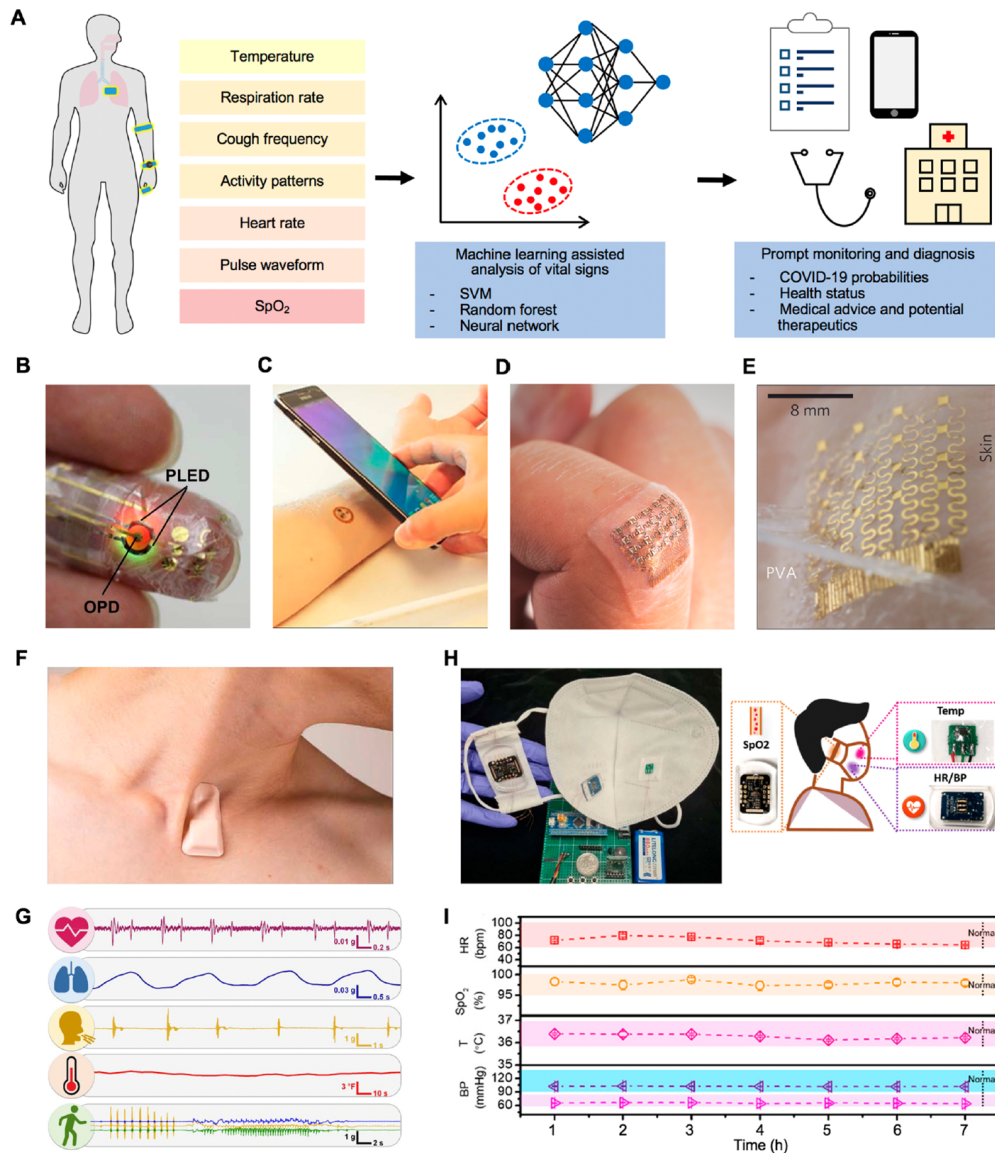 A
Temperature
Respiration rate
Cough frequency
Activity patterns
Heart rate
Pulse waveform
SpO₂
Machine learning assisted
analysis of vital signs
- SVM
- Random forest
- Neural network
Prompt monitoring and diagnosis
- COVID-19 probabilities
- Health status
- Medical advice and potential
therapeutics
B
PLED
OPD
C
D
E
8 mm
Skin
PVA
F
H
SpO2
Temp
HR/BP
G
0.01 g
0.2 s
0.03 g
0.5 s
1 g
1 s
3 °F
10 s
1 g
2 s
I
HR
(bpm)
100
80
60
40
Norma
SpO₂
(%)
100
95
Norma
T
(°C)
37
36
35
Norma
BP
(mmHg)
120
90
60
Norma
1 2 3 4 5 6 7
Time (h)